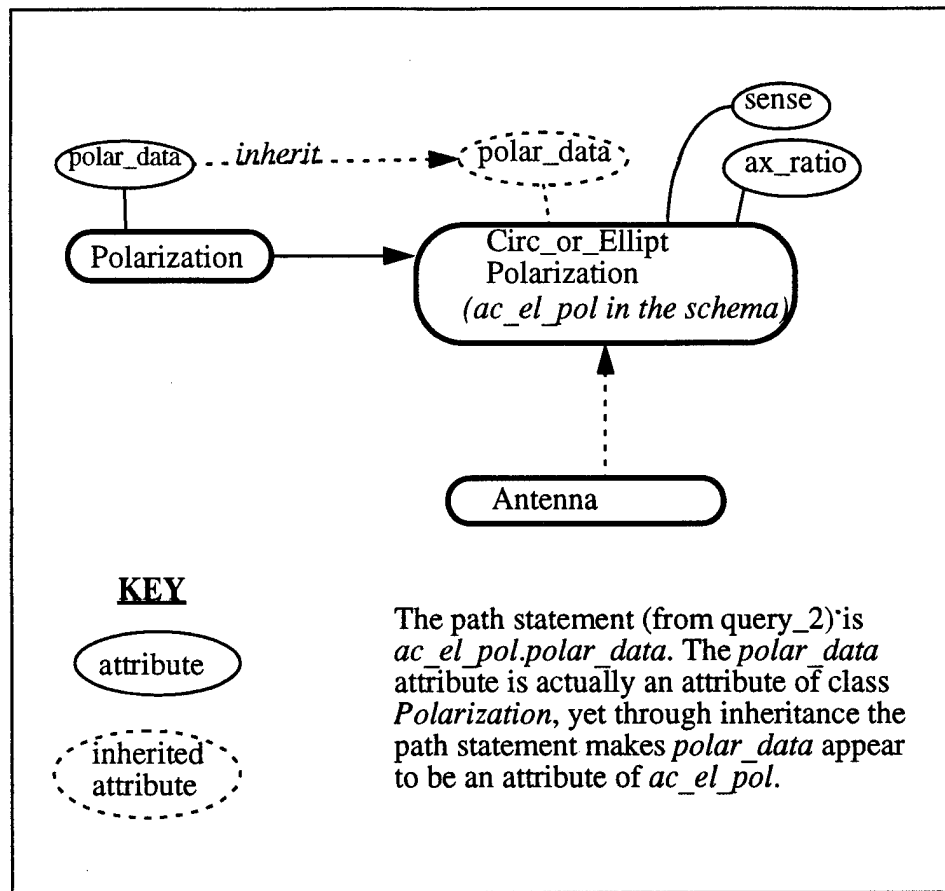 sense
polar_data
inherit
polar_data
ax_ratio
Polarization
Circ_or_Ellipt
Polarization
(ac_el_pol in the schema)
Antenna
KEY
attribute
inherited
attribute
The path statement (from query_2) is
ac_el_pol.polar_data. The polar_data
attribute is actually an attribute of class
Polarization, yet through inheritance the
path statement makes polar_data appear
to be an attribute of ac_el_pol.